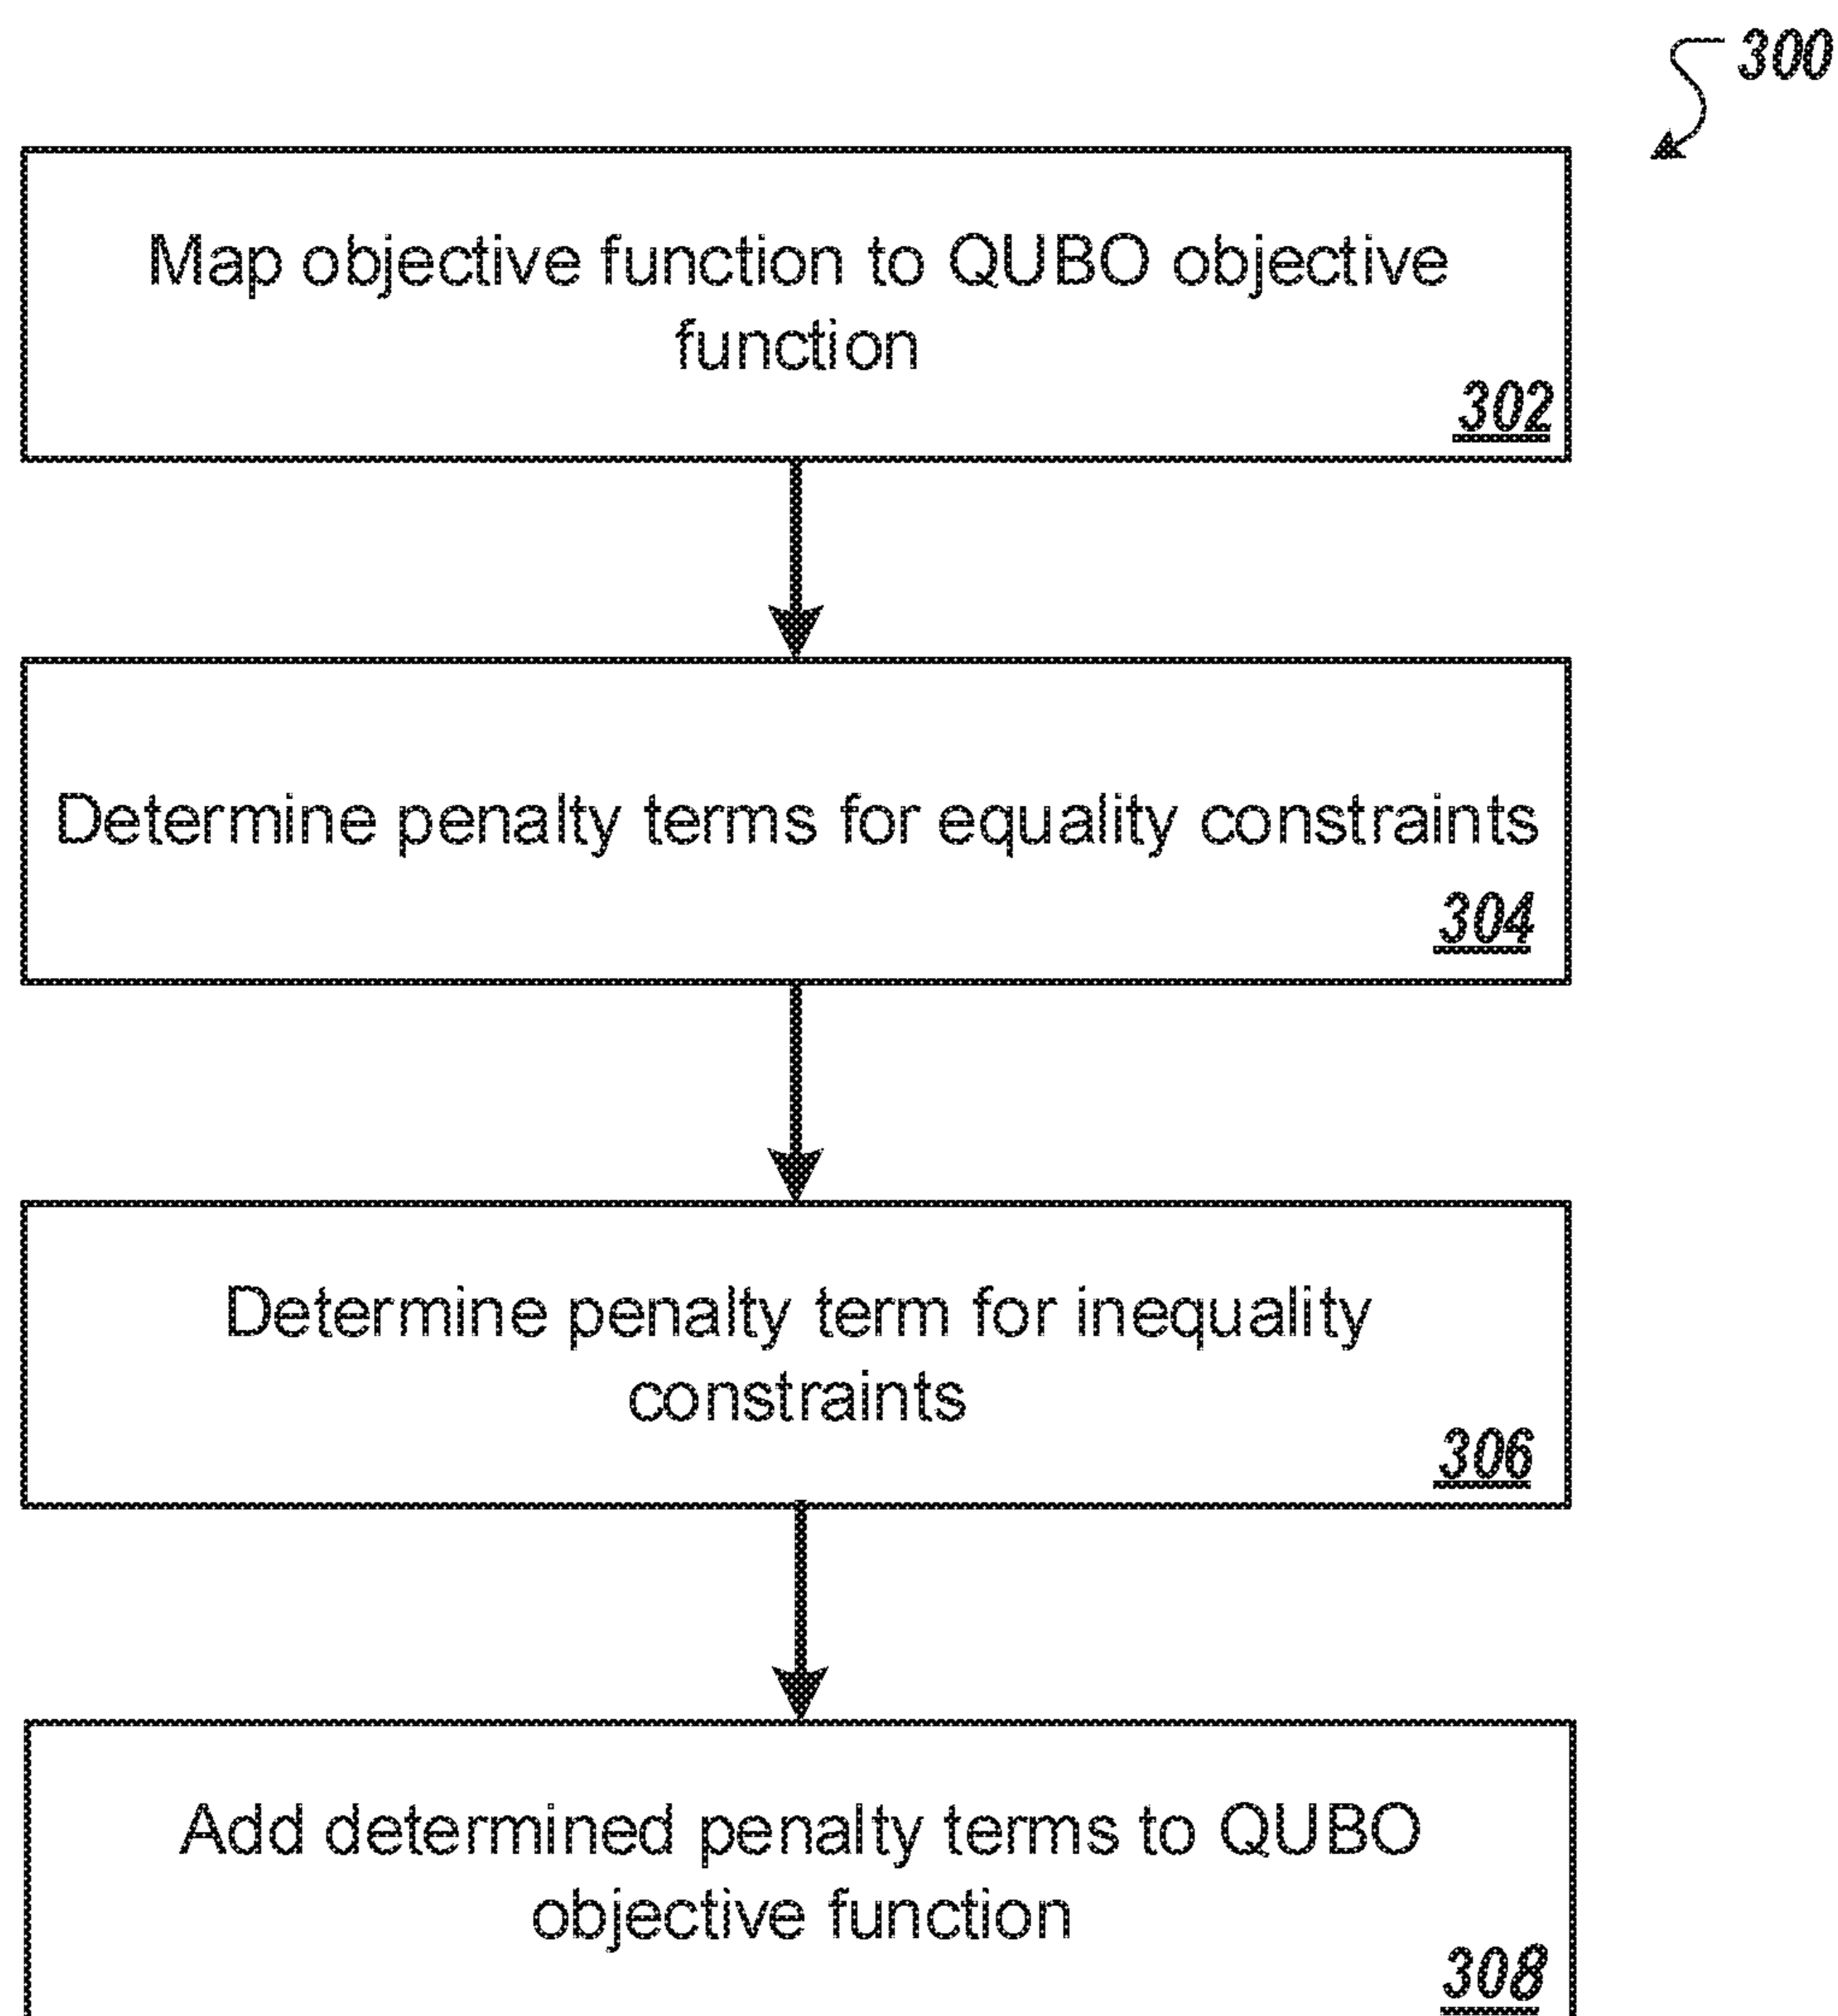 300
Map objective function to QUBO objective
function
302
Determine penalty terms for equality constraints
304
Determine penalty term for inequality
constraints
306
Add determined penalty terms to QUBO
objective function
308